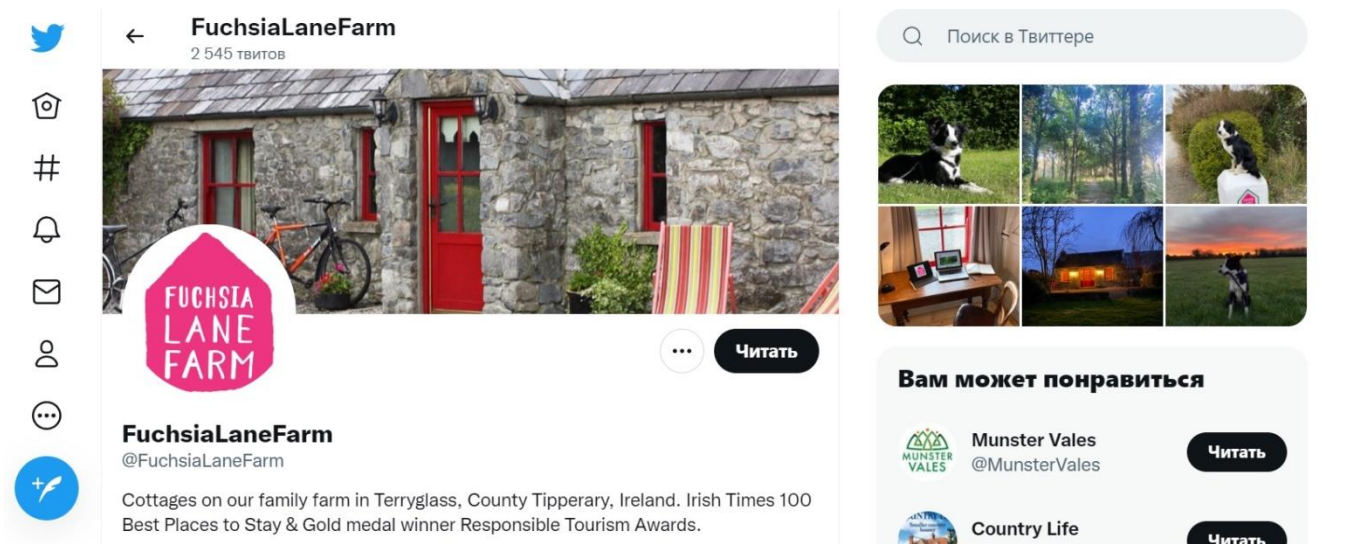 FuchsiaLaneFarm
2 545 твитов
FUCHSIA
LANE
FARM
Читать
FuchsiaLaneFarm
@FuchsiaLaneFarm
Cottages on our family farm in Terryglass, County Tipperary, Ireland. Irish Times 100
Best Places to Stay & Gold medal winner Responsible Tourism Awards.
Поиск в Твиттере
Вам может понравиться
MUNSTER
VALES
Munster Vales
@MunsterVales
Читать
Country Life
Читать